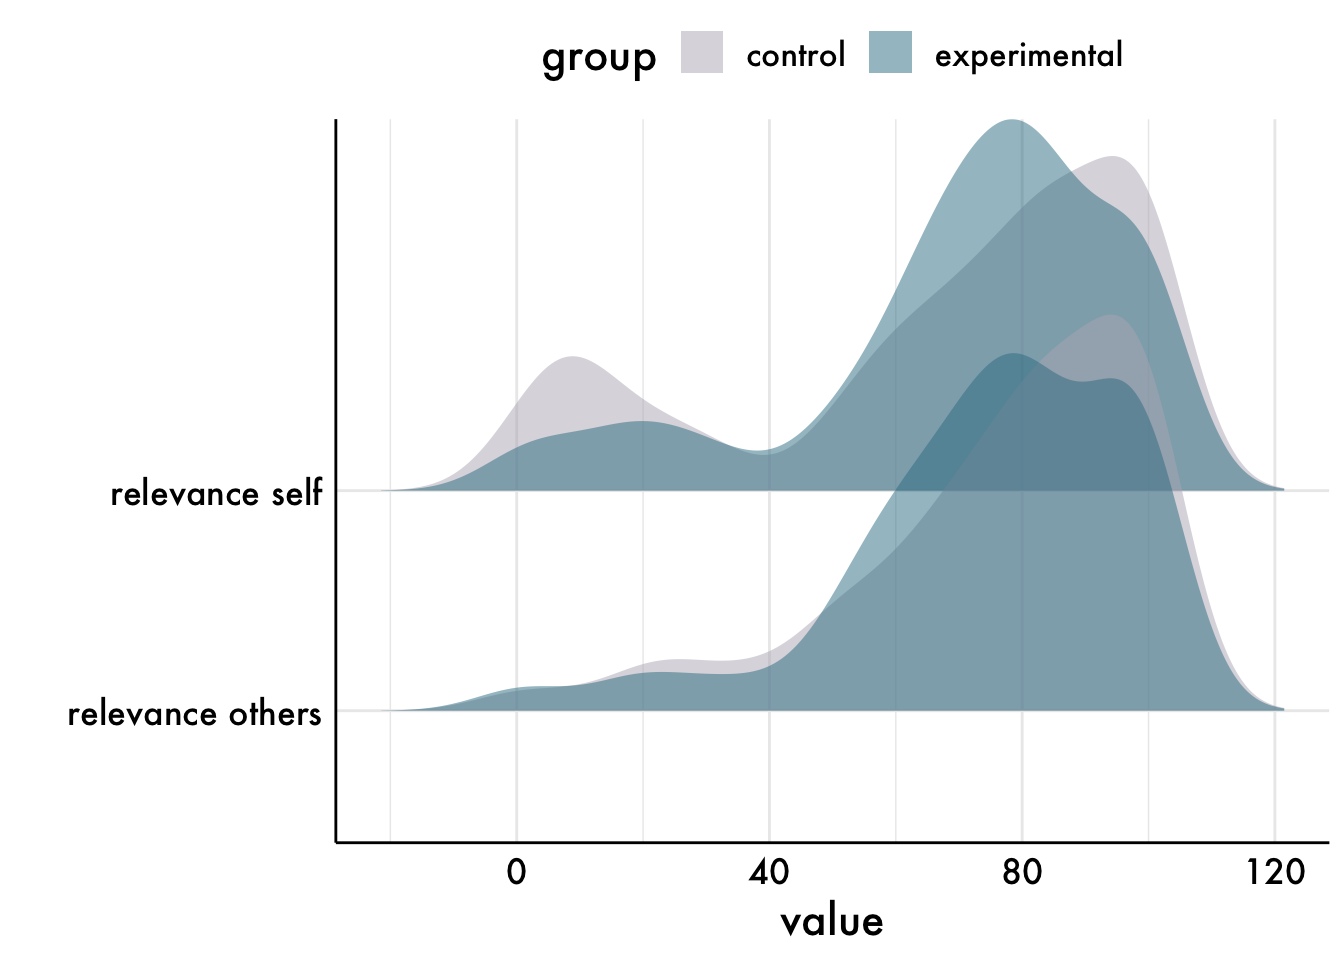 group control experimental
relevance self
relevance others
0 40 80 120
value